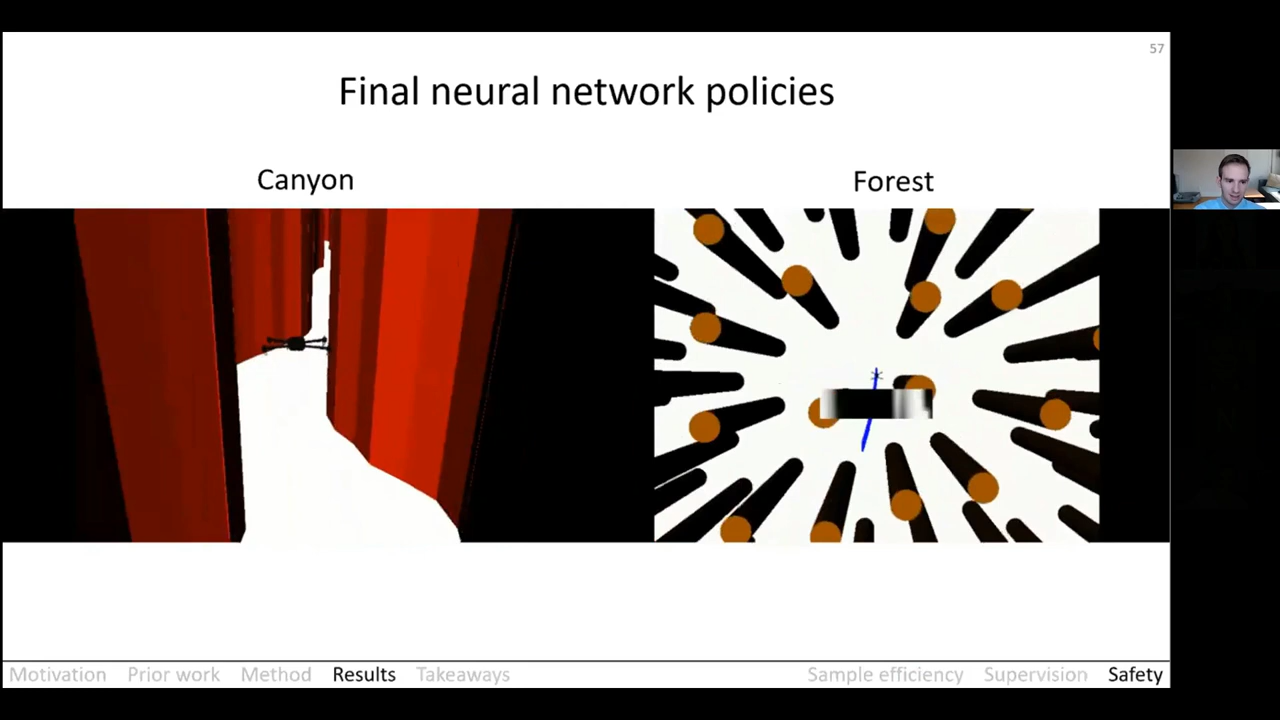 57
Final neural network policies
Canyon
Forest
Motivation Prior work Method Results Takeaways Sample efficiency Supervision Safety